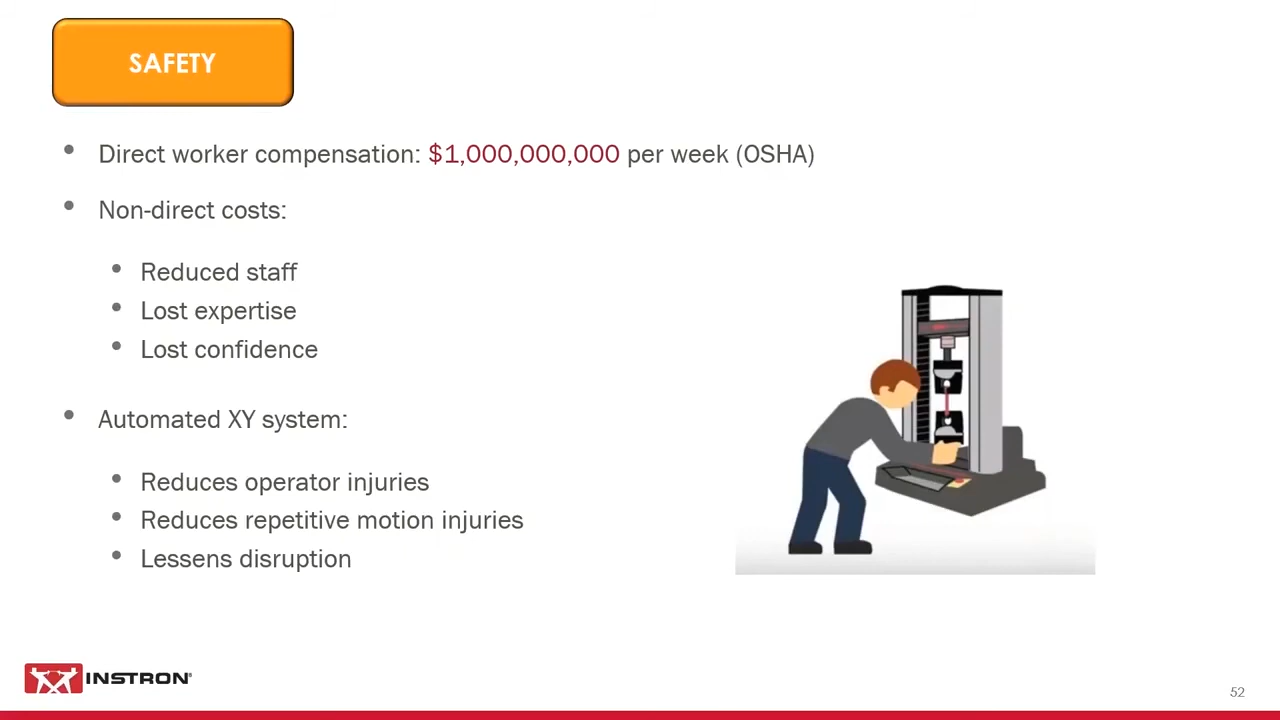 SAFETY
• Direct worker compensation: $1,000,000,000 per week (OSHA)
• Non-direct costs:
• Reduced staff
• Lost expertise
• Lost confidence
• Automated XY system:
• Reduces operator injuries
• Reduces repetitive motion injuries
• Lessens disruption
INSTRON®
52